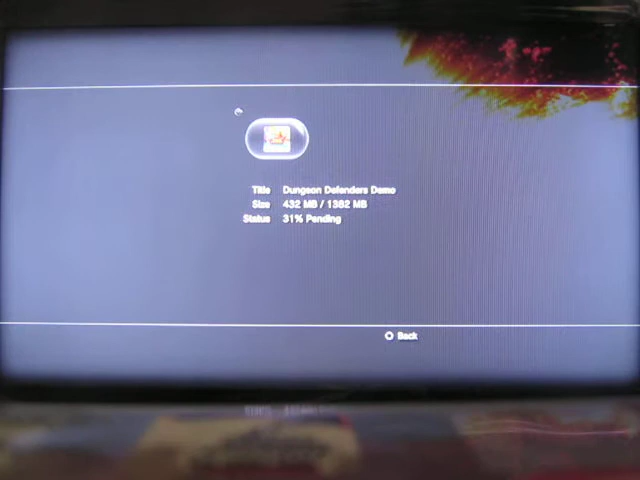 Title Dungeon Defenders Demo
Size 432 MB / 1382 MB
Status 31% Pending
Back